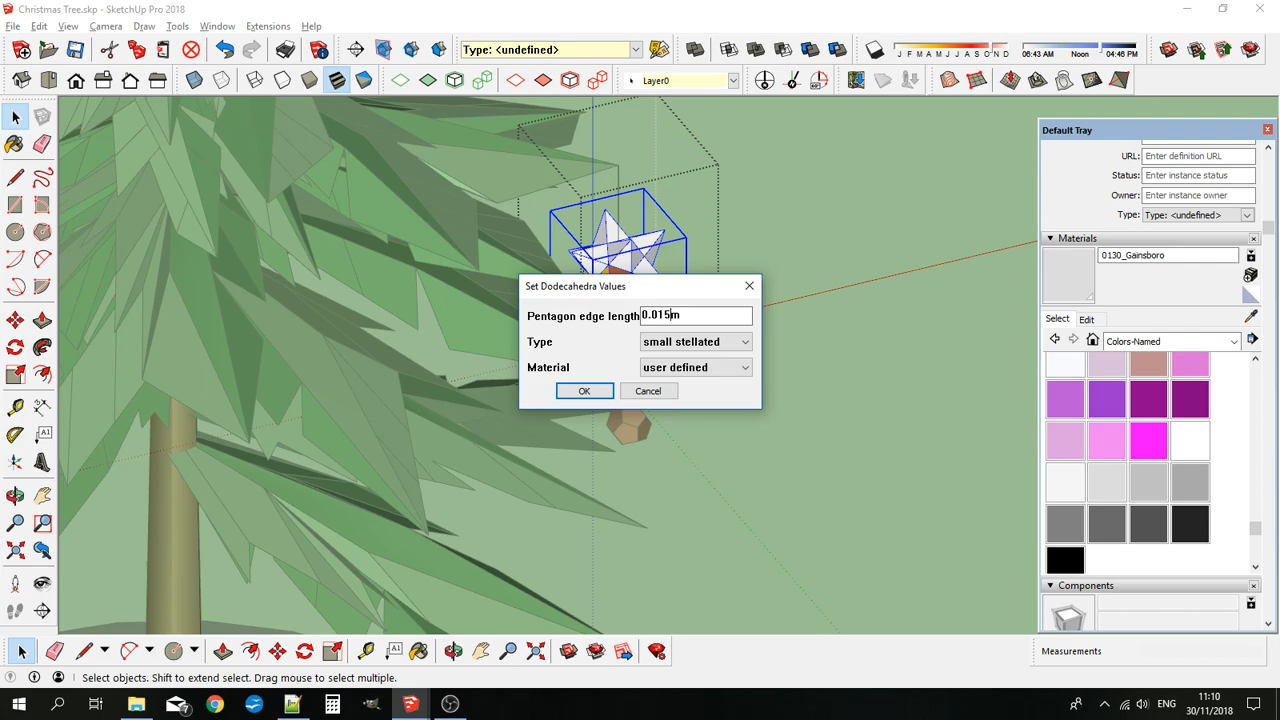 Christmas Tree.skp - SketchUp Pro 2018
File Edit View Camera Draw Tools Window Extensions Help
Type: <undefined>
J F M A M J J A S O N D
06:43 AM Noon 04:46 PM
Layer0
Default Tray
URL: Enter definition URL
Status: Enter instance status
Owner: Enter instance owner
Type: Type: <undefined>
Materials
0130_Gainsboro
Select Edit
Colors-Named
Set Dodecahedra Values
Pentagon edge length 0.015m
Type small stellated
Material user defined
OK Cancel
Components
Measurements
Select objects. Shift to extend select. Drag mouse to select multiple.
ENG
11:10
30/11/2018